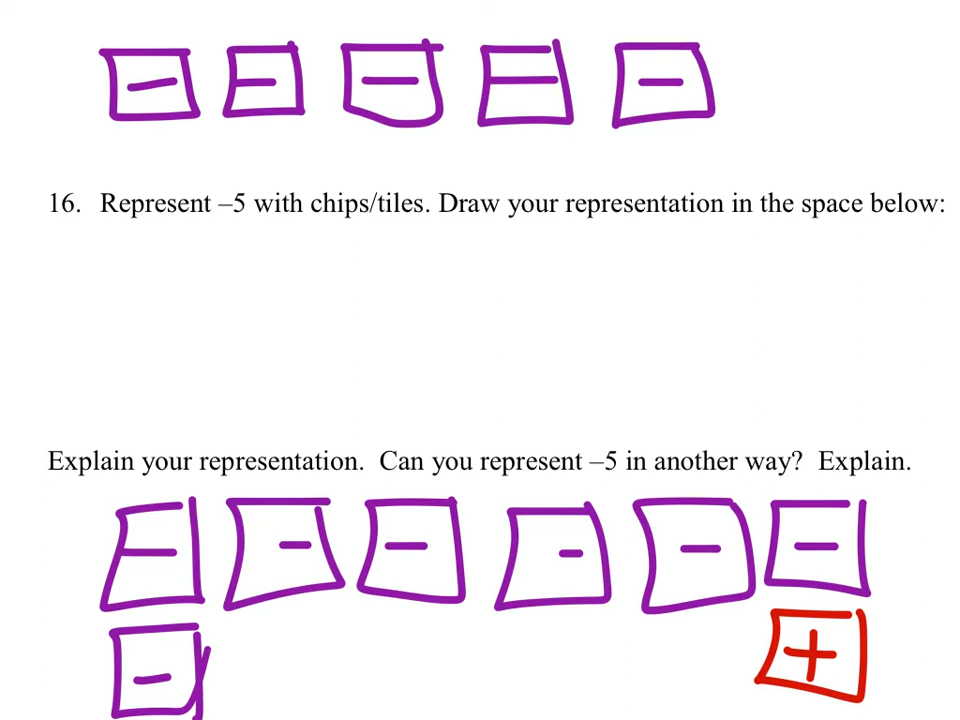 − − − − −
16. Represent –5 with chips/tiles. Draw your representation in the space below:
Explain your representation. Can you represent –5 in another way? Explain.
− − − − − −
− +